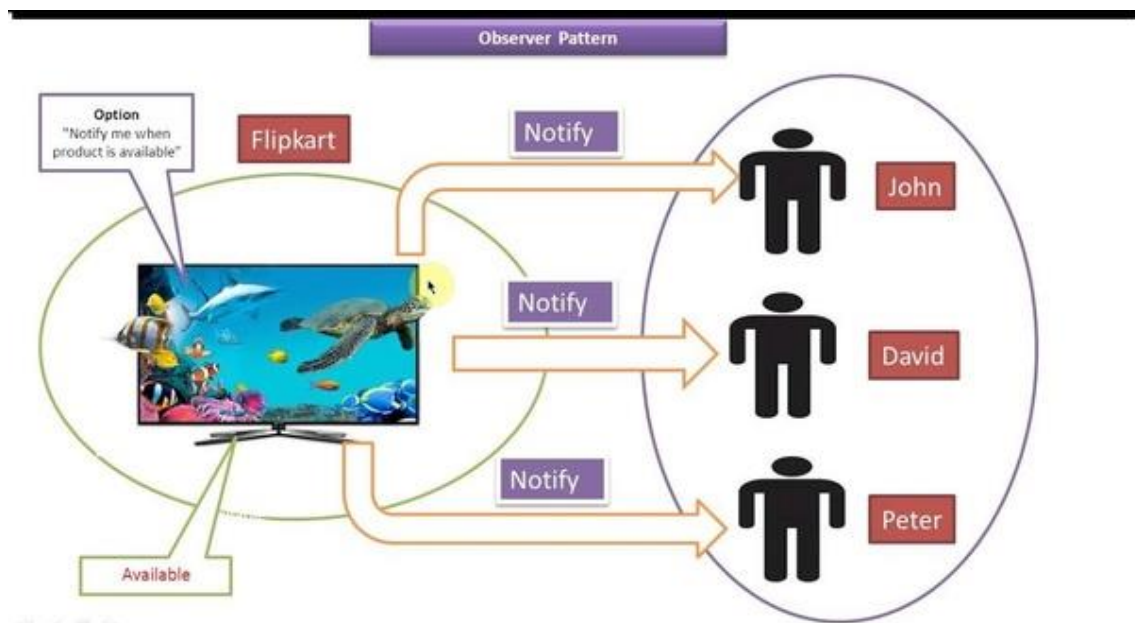 Observer Pattern
Option
"Notify me when
product is available"
Flipkart
Notify
John
Notify
David
Notify
Peter
Available